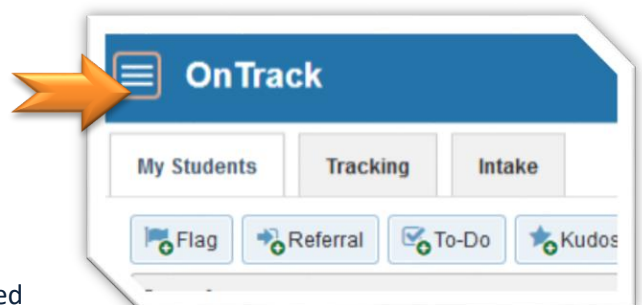 OnTrack
My Students Tracking Intake
Flag Referral To-Do Kudos
ed